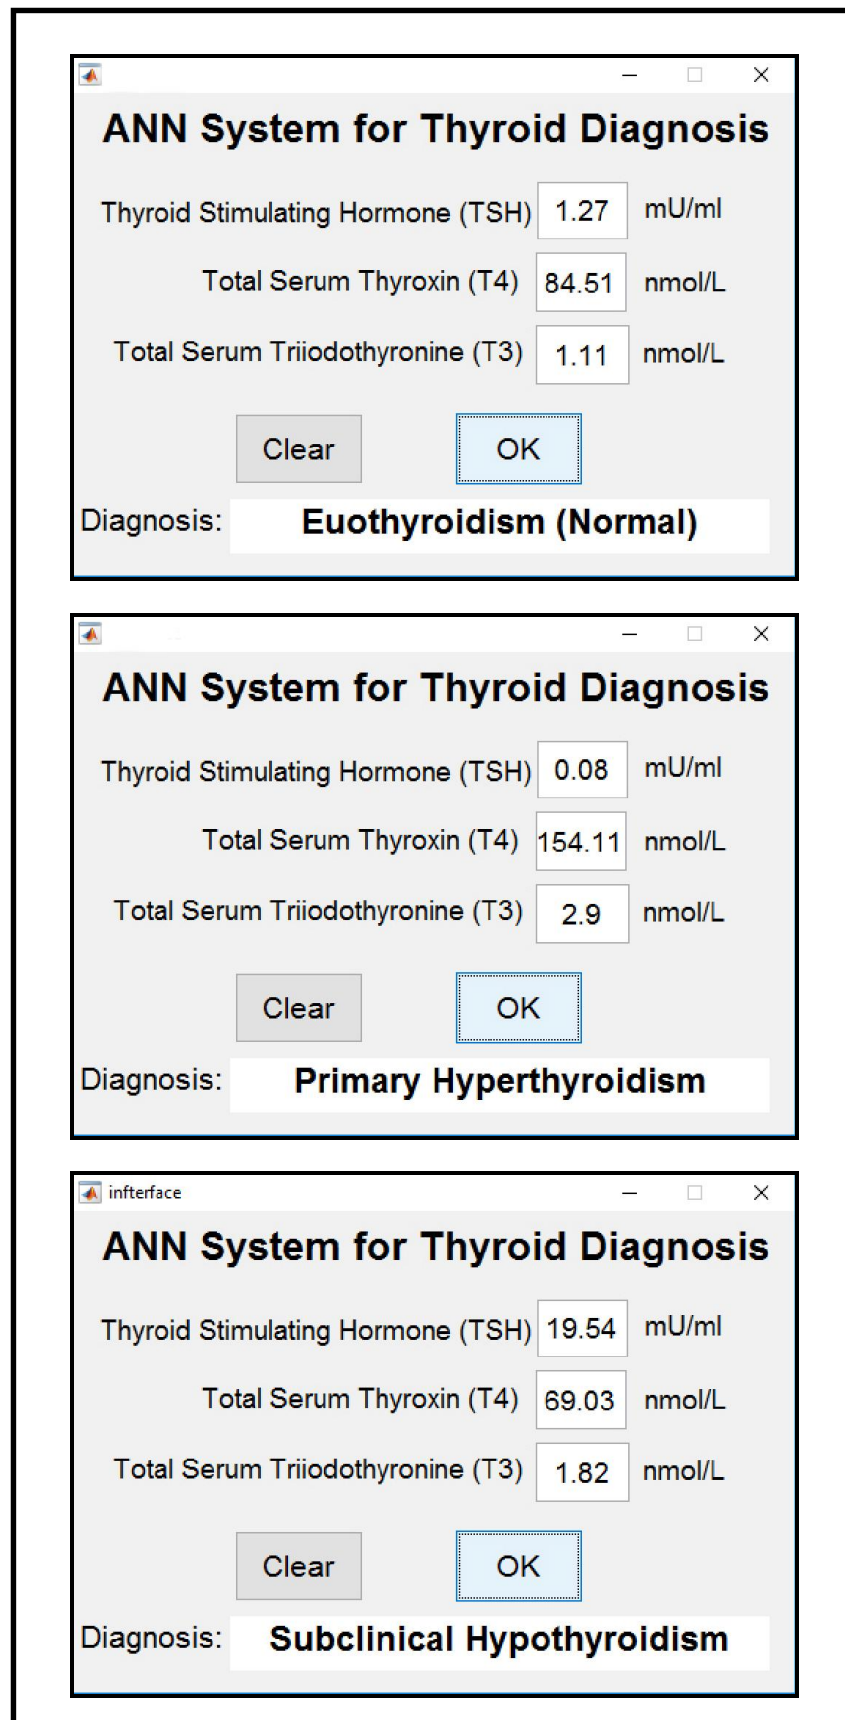 ANN System for Thyroid Diagnosis
Thyroid Stimulating Hormone (TSH) 1.27 mU/ml
Total Serum Thyroxin (T4) 84.51 nmol/L
Total Serum Triiodothyronine (T3) 1.11 nmol/L
Clear OK
Diagnosis: Euothyroidism (Normal)
ANN System for Thyroid Diagnosis
Thyroid Stimulating Hormone (TSH) 0.08 mU/ml
Total Serum Thyroxin (T4) 154.11 nmol/L
Total Serum Triiodothyronine (T3) 2.9 nmol/L
Clear OK
Diagnosis: Primary Hyperthyroidism
infterface
ANN System for Thyroid Diagnosis
Thyroid Stimulating Hormone (TSH) 19.54 mU/ml
Total Serum Thyroxin (T4) 69.03 nmol/L
Total Serum Triiodothyronine (T3) 1.82 nmol/L
Clear OK
Diagnosis: Subclinical Hypothyroidism